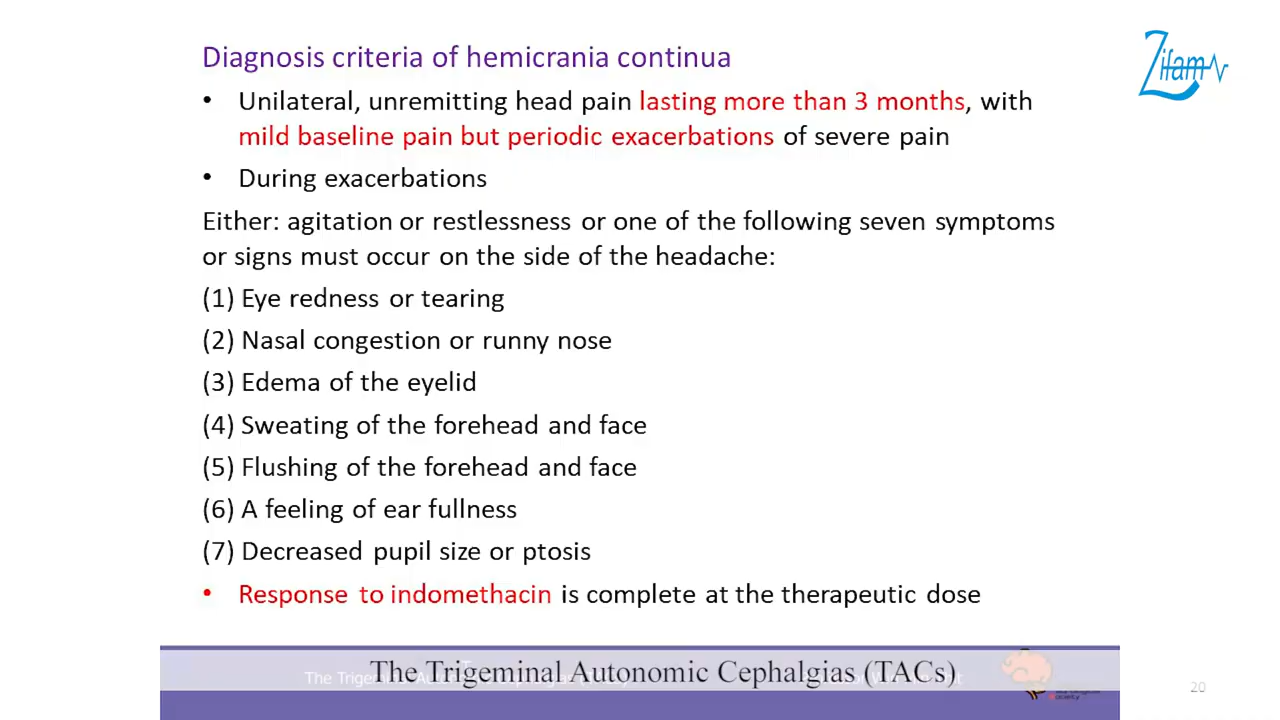 Diagnosis criteria of hemicrania continua
Zifam
• Unilateral, unremitting head pain lasting more than 3 months, with
mild baseline pain but periodic exacerbations of severe pain
• During exacerbations
Either: agitation or restlessness or one of the following seven symptoms
or signs must occur on the side of the headache:
(1) Eye redness or tearing
(2) Nasal congestion or runny nose
(3) Edema of the eyelid
(4) Sweating of the forehead and face
(5) Flushing of the forehead and face
(6) A feeling of ear fullness
(7) Decreased pupil size or ptosis
• Response to indomethacin is complete at the therapeutic dose
The Trigeminal Autonomic Cephalgias (TACs)
20